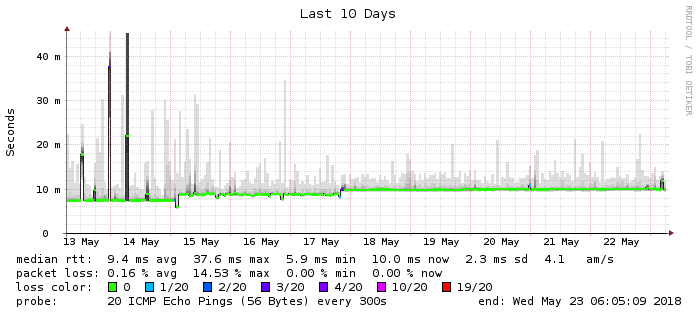 Last 10 Days
RRDTOOL / TOBI OETIKER
Seconds
40 m
30 m
20 m
10 m
0
13 May 14 May 15 May 16 May 17 May 18 May 19 May 20 May 21 May 22 May
median rtt: 9.4 ms avg 37.6 ms max 5.9 ms min 10.0 ms now 2.3 ms sd 4.1 am/s
packet loss: 0.16 % avg 14.53 % max 0.00 % min 0.00 % now
loss color: 0 1/20 2/20 3/20 4/20 10/20 19/20
probe: 20 ICMP Echo Pings (56 Bytes) every 300s end: Wed May 23 06:05:09 2018